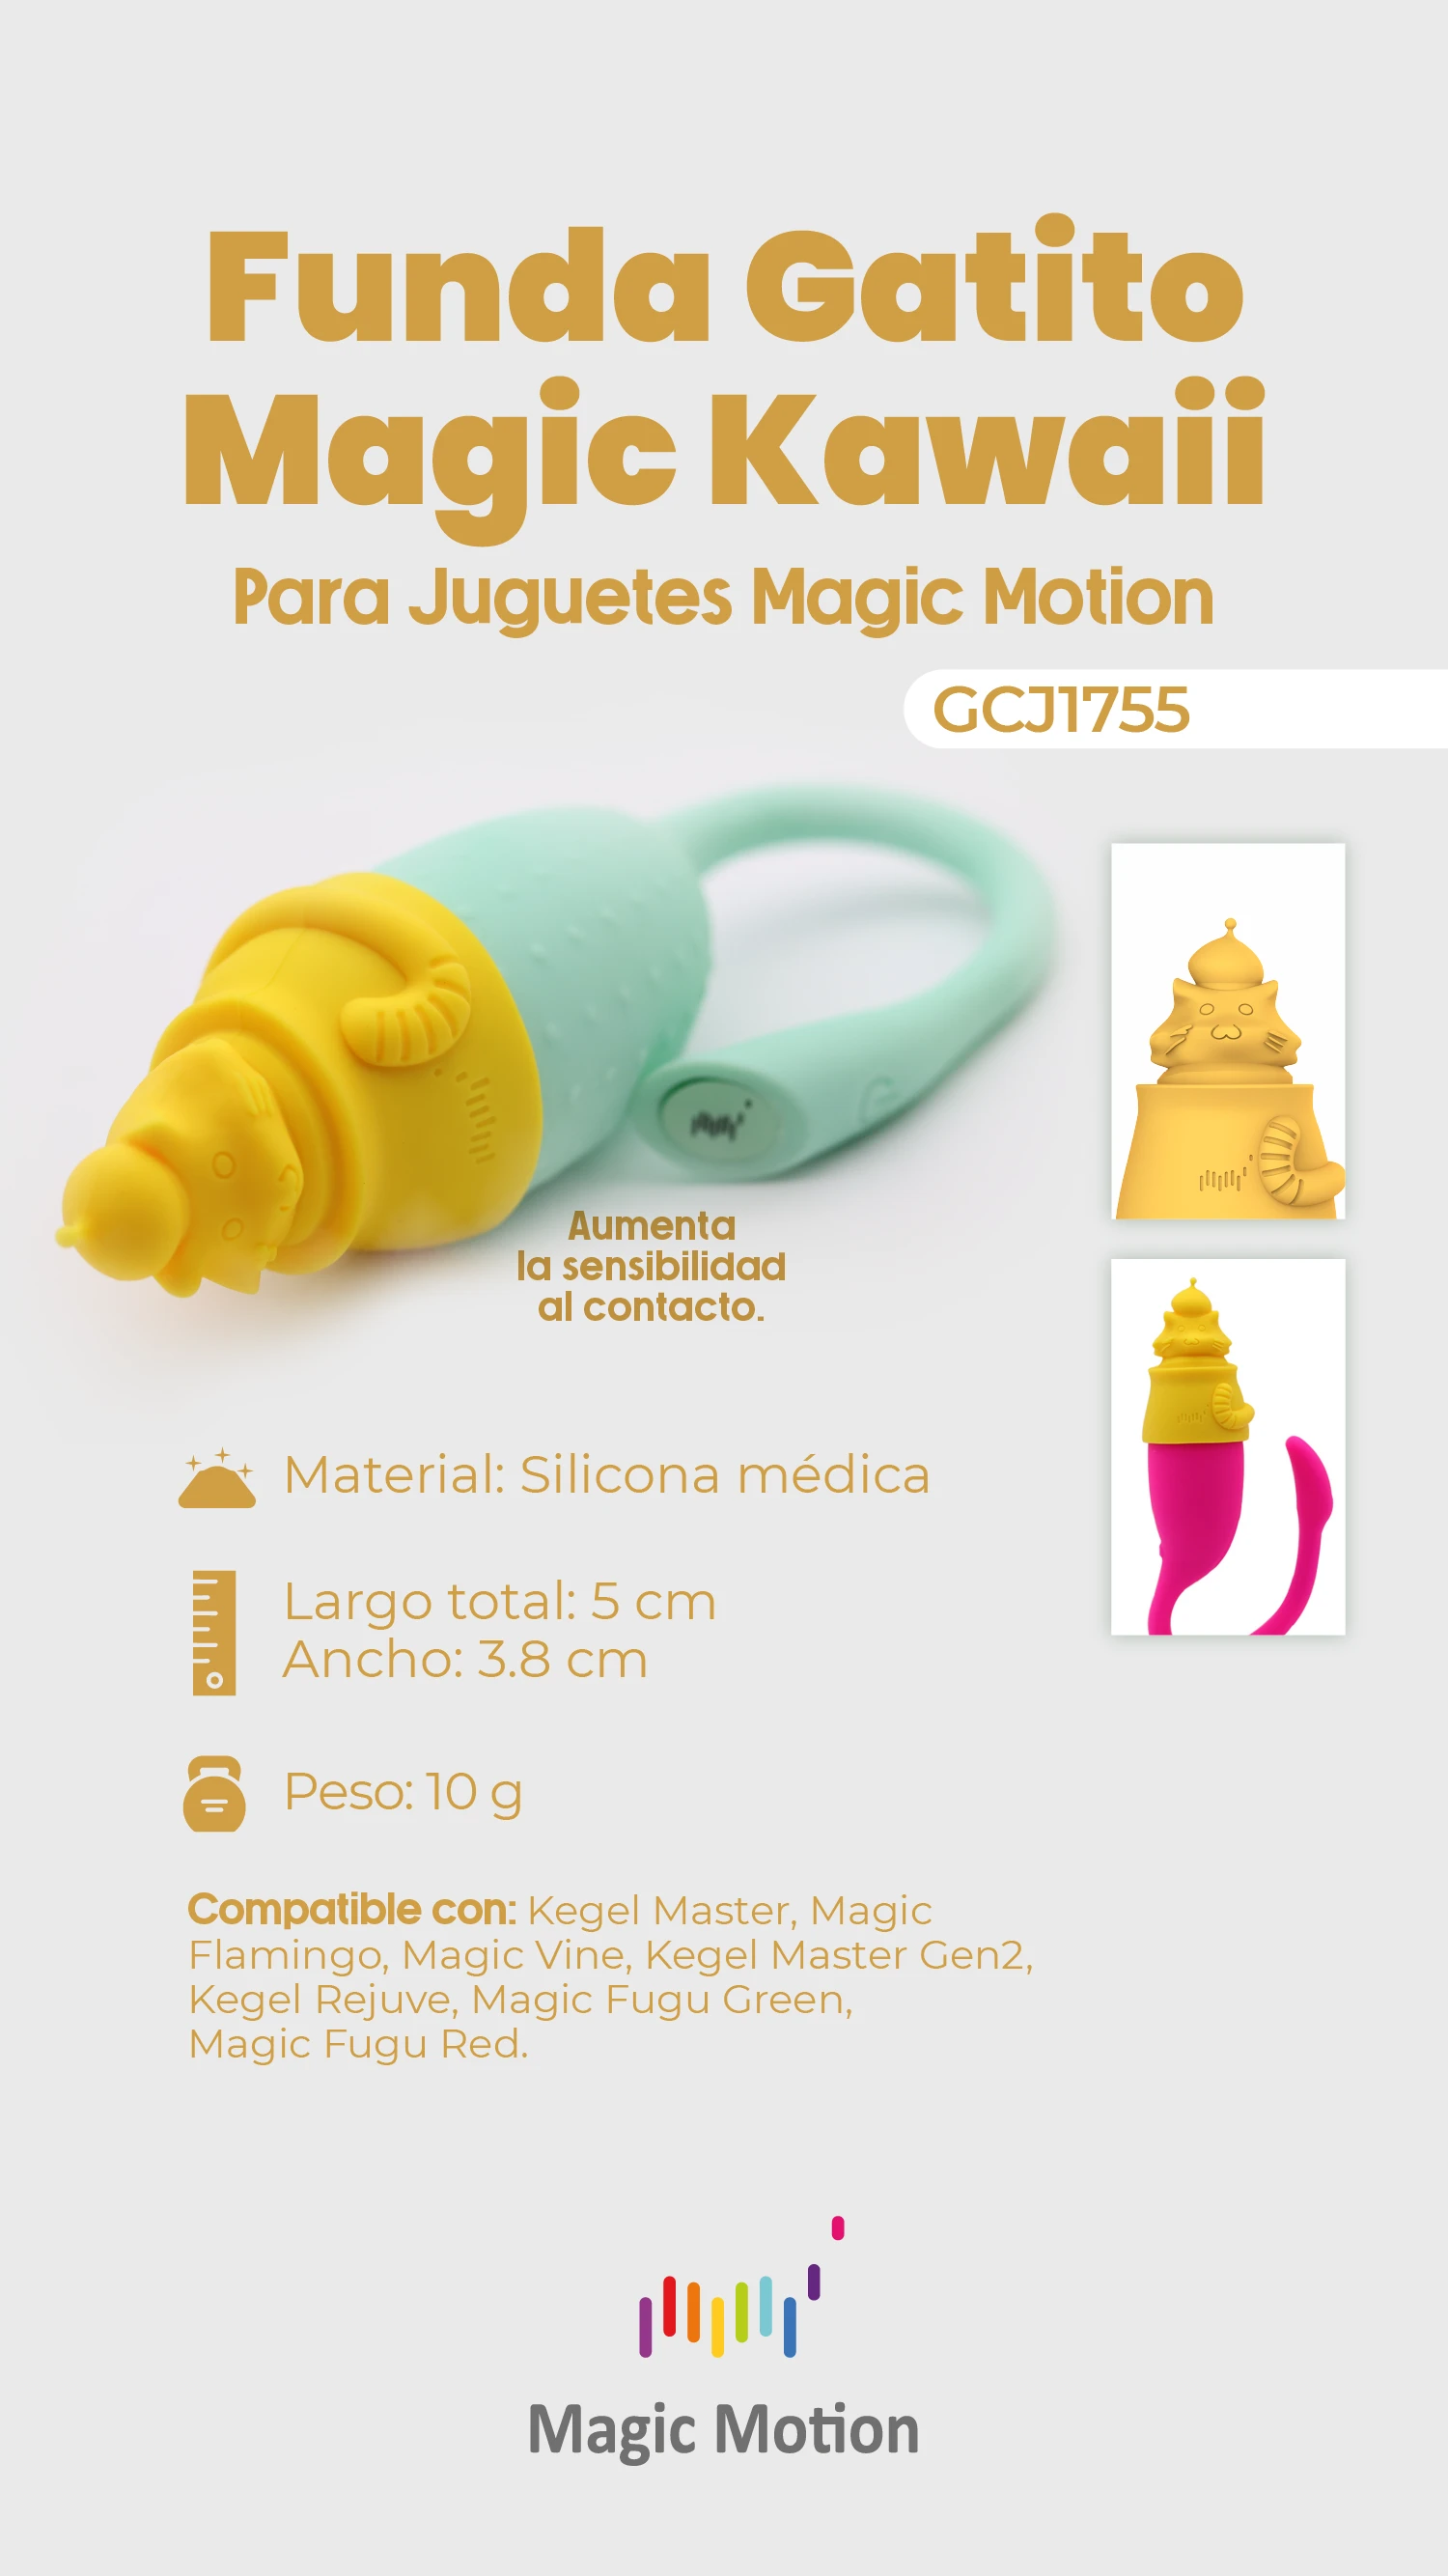 Funda Gatito
Magic Kawaii
Para Juguetes Magic Motion
GCJ1755
Aumenta
la sensibilidad
al contacto.
Material: Silicona médica
Largo total: 5 cm
Ancho: 3.8 cm
Peso: 10 g
Compatible con: Kegel Master, Magic
Flamingo, Magic Vine, Kegel Master Gen2,
Kegel Rejuve, Magic Fugu Green,
Magic Fugu Red.
Magic Motion